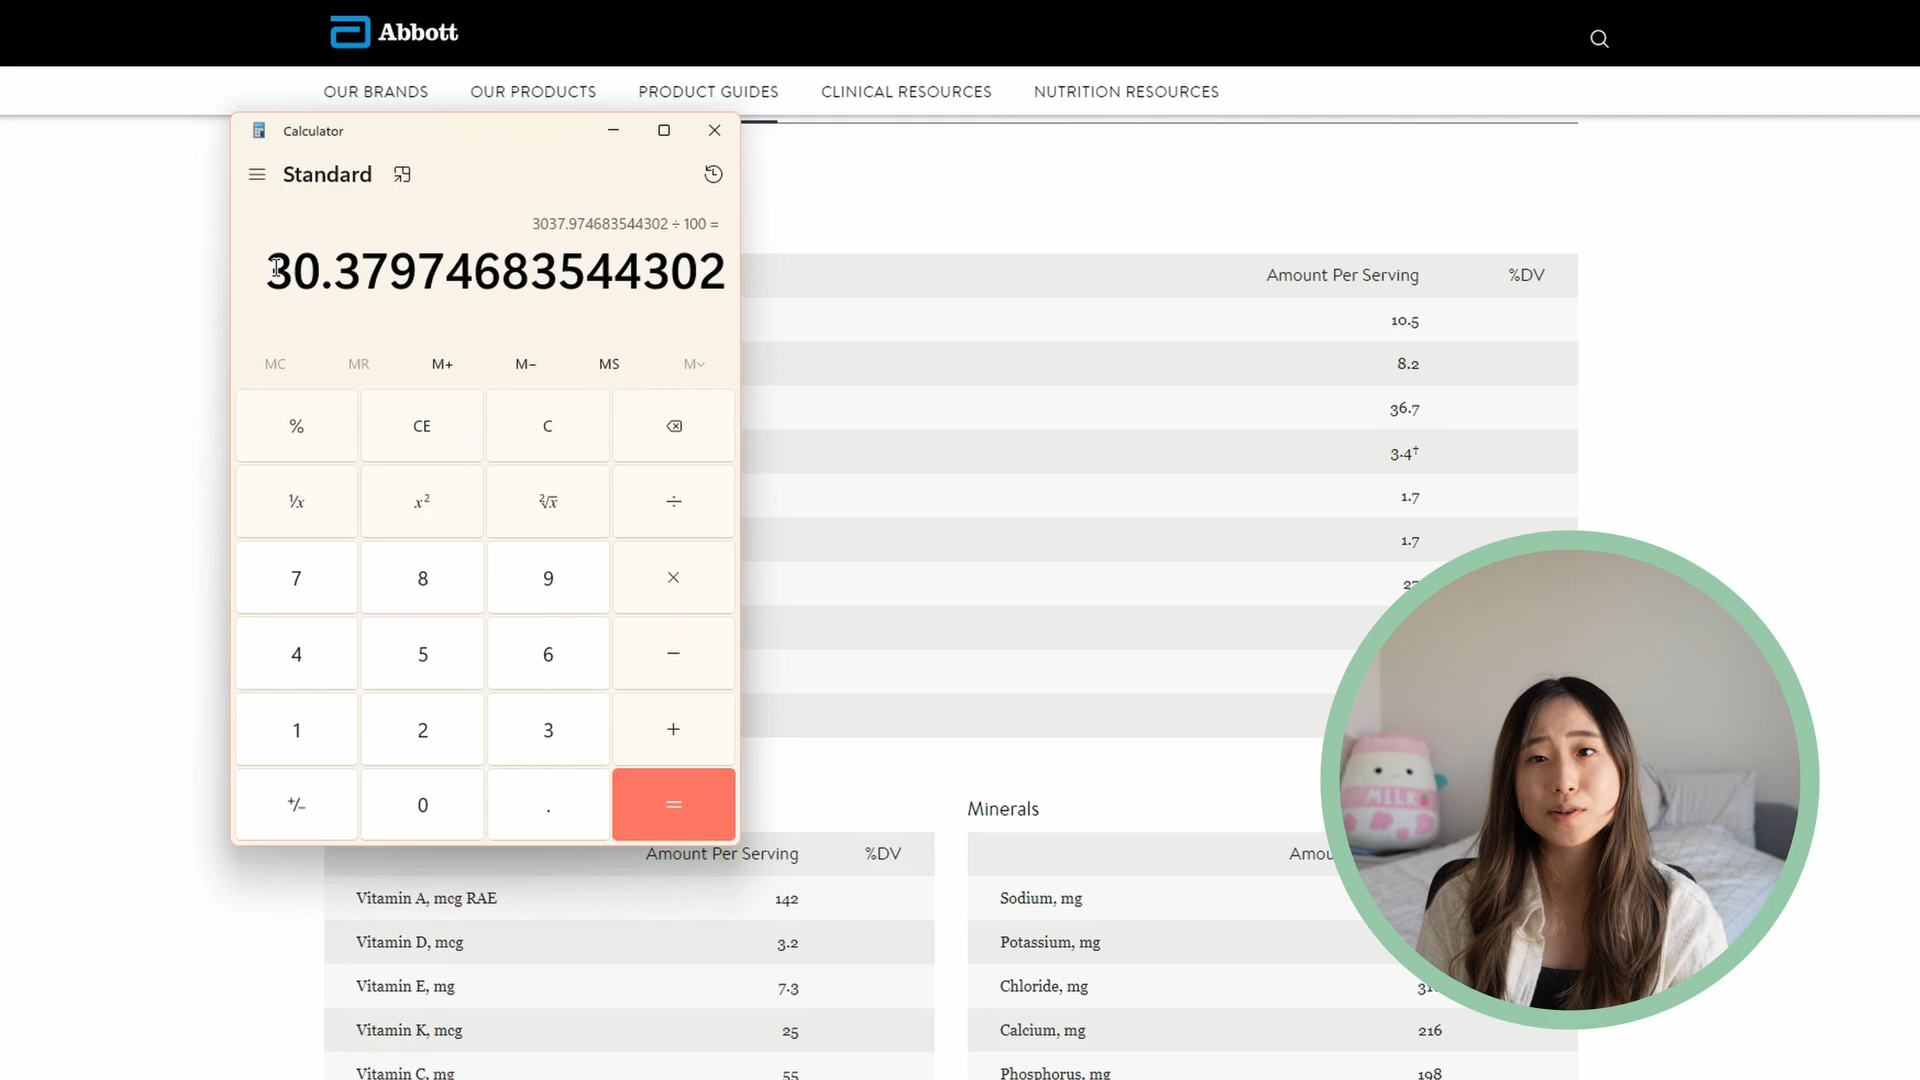 Abbott
OUR BRANDS OUR PRODUCTS PRODUCT GUIDES CLINICAL RESOURCES NUTRITION RESOURCES
Calculator
Standard
3037.974683544302 ÷ 100 =
30.37974683544302
MC MR M+ M− MS M
% CE C
¹/x x² ²√x ÷
7 8 9 ×
4 5 6 −
1 2 3 +
+/− 0 . =
Amount Per Serving %DV
10.5
8.2
36.7
3.4†
1.7
1.7
MILK
Amount Per Serving %DV
Vitamin A, mcg RAE 142
Vitamin D, mcg 3.2
Vitamin E, mg 7.3
Vitamin K, mcg 25
Vitamin C, mg 55
Minerals
Sodium, mg
Potassium, mg
Chloride, mg
Calcium, mg 216
Phosphorus, mg 198